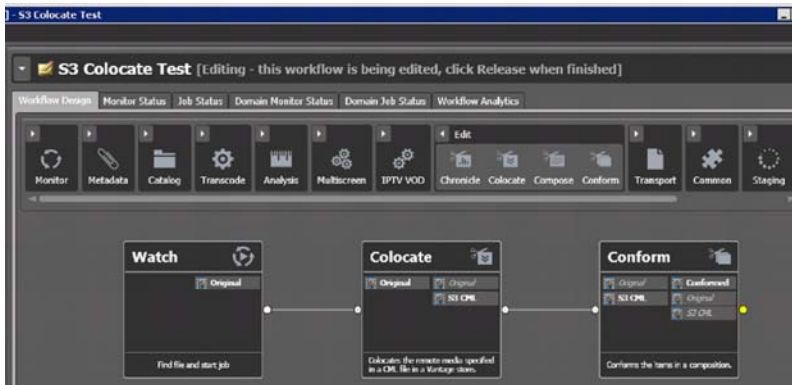 ] - S3 Colocate Test
S3 Colocate Test [Editing - this workflow is being edited, click Release when finished]
Workflow Design Monitor Status Job Status Domain Monitor Status Domain Job Status Workflow Analytics
Edit
Monitor Metadata Catalog Transcode Analysis Multiscreen IPTV VOD Chronicle Colocate Compose Conform Transport Common Staging
Watch Colocate Conform
Original Original Original Original Conformed
S3 CML S3 CML Original
S3 CML
Find file and start job
Colocates the remote media specified
in a CML file in a Vantage store.
Conforms the items in a composition.